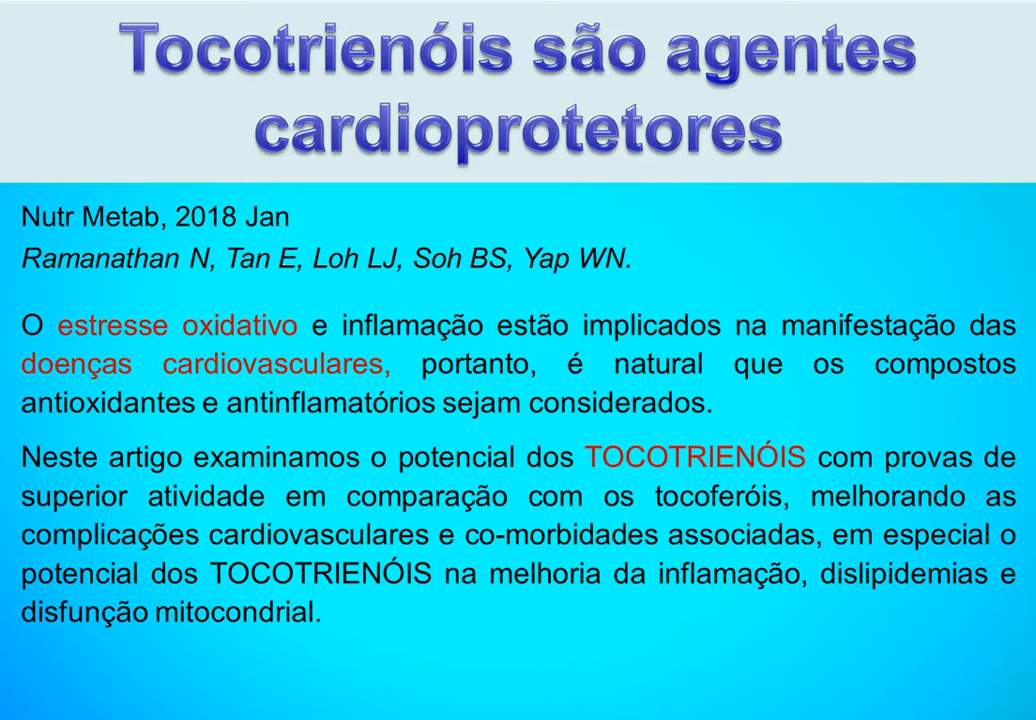 Tocotrienóis são agentes
cardioprotetores
Nutr Metab, 2018 Jan
Ramanathan N, Tan E, Loh LJ, Soh BS, Yap WN.
O estresse oxidativo e inflamação estão implicados na manifestação das
doenças cardiovasculares, portanto, é natural que os compostos
antioxidantes e antinflamatórios sejam considerados.
Neste artigo examinamos o potencial dos TOCOTRIENÓIS com provas de
superior atividade em comparação com os tocoferóis, melhorando as
complicações cardiovasculares e co-morbidades associadas, em especial o
potencial dos TOCOTRIENÓIS na melhoria da inflamação, dislipidemias e
disfunção mitocondrial.